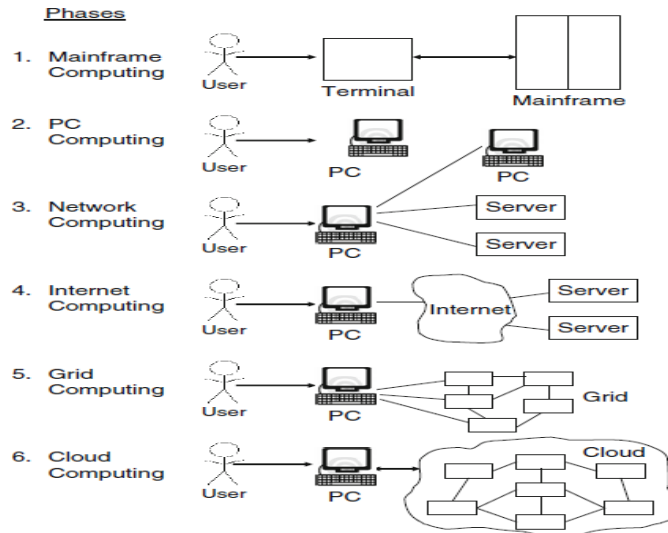 Phases
1. Mainframe
Computing
User
Terminal
Mainframe
2. PC
Computing
User
PC
PC
3. Network
Computing
User
PC
Server
Server
4. Internet
Computing
User
PC
Internet
Server
Server
5. Grid
Computing
User
PC
Grid
6. Cloud
Computing
User
PC
Cloud